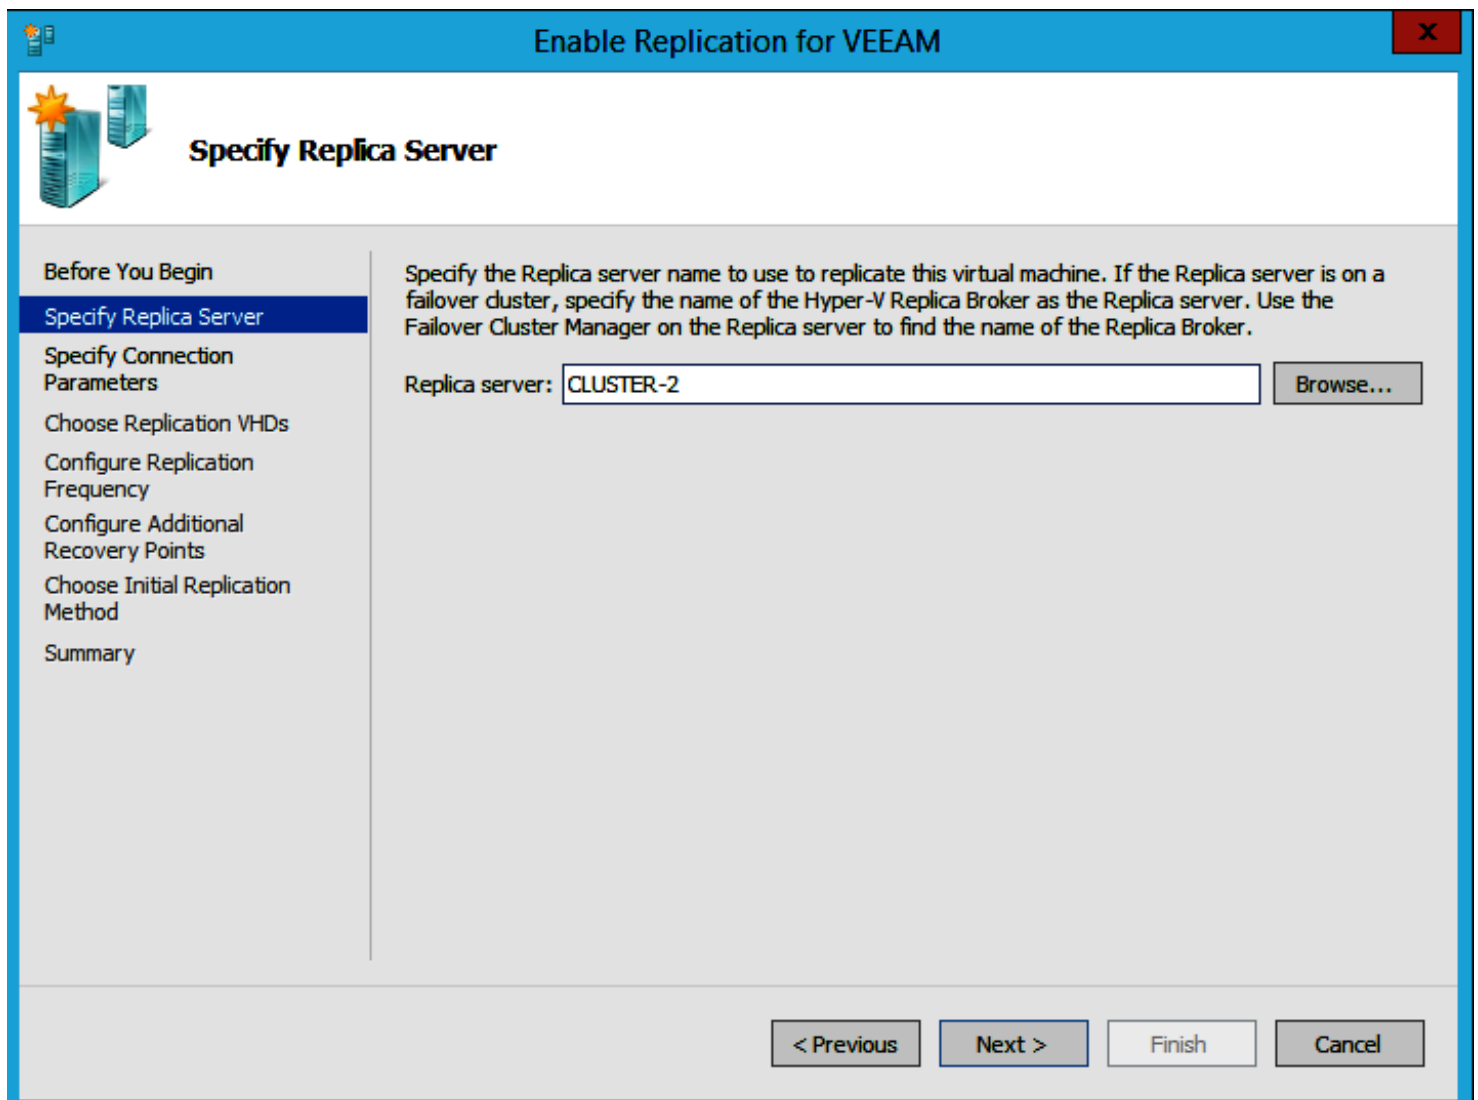 Enable Replication for VEEAM
x
Specify Replica Server
Before You Begin
Specify Replica Server
Specify Connection
Parameters
Choose Replication VHDs
Configure Replication
Frequency
Configure Additional
Recovery Points
Choose Initial Replication
Method
Summary
Specify the Replica server name to use to replicate this virtual machine. If the Replica server is on a
failover cluster, specify the name of the Hyper-V Replica Broker as the Replica server. Use the
Failover Cluster Manager on the Replica server to find the name of the Replica Broker.
Replica server: CLUSTER-2 Browse...
< Previous Next > Finish Cancel